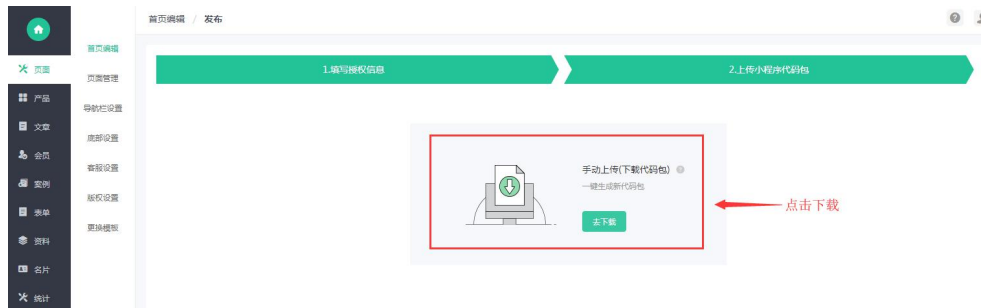 首页编辑 / 发布
首页编辑
页面
页面管理
产品
导航栏设置
文章
底部设置
会员
客服设置
案例
版权设置
表单
更换模板
资料
名片
统计
1.填写授权信息
2.上传小程序代码包
手动上传(下载代码包)
一键生成新代码包
去下载
点击下载